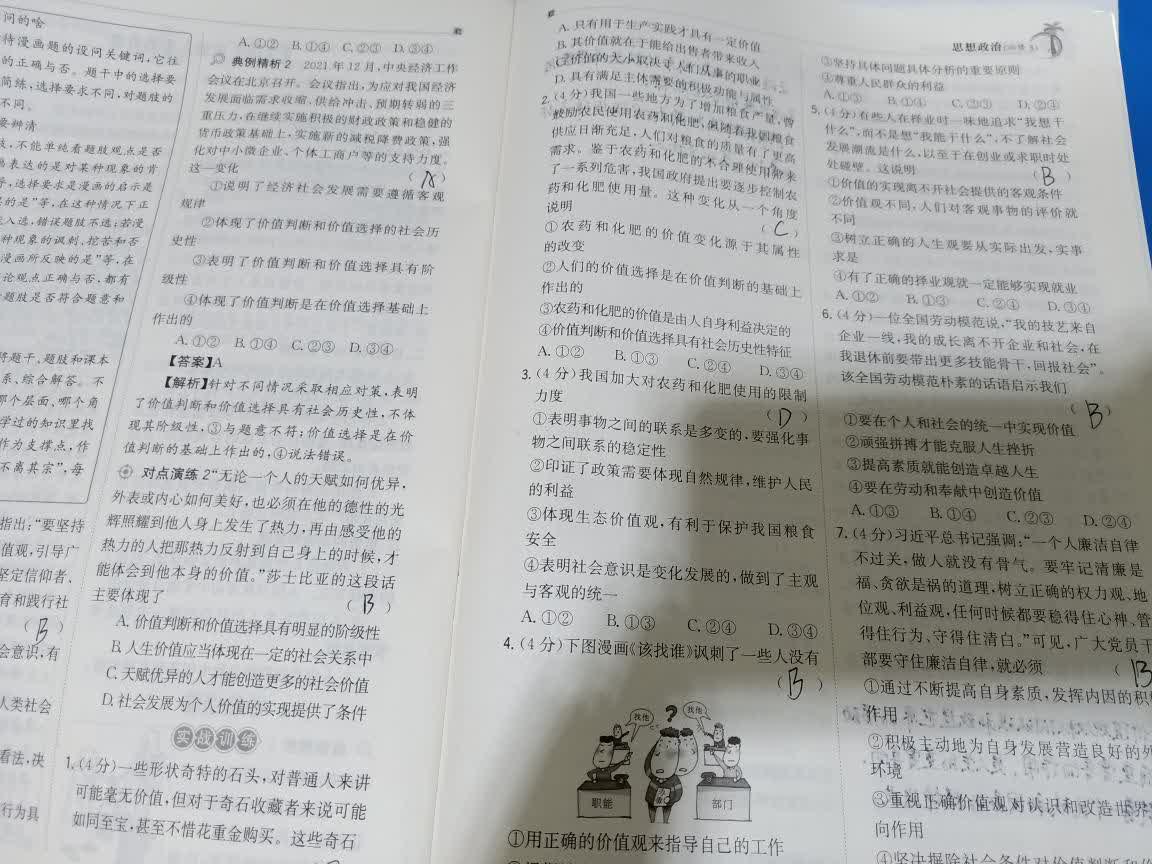 问的啥
待漫画题的设问关键词，它往
的正确与否。题干中的选择要
简练，选择要求不同，对题肢的
不同。
要辨清
肢，不能单纯看题肢观点是否
画表达的是对某种现象的肯
等，选择要求是漫画的启示是
的是”等，在这种情况下正
入选，错误题肢不选；若漫
种现象的讽刺、挖苦和否
漫画所反映的是”等，在
论观点正确与否，都有
题肢是否符合题意和
将题干、题肢和课本
系、综合解答。不
那个层面、哪个角
学过的知识里找
作为支撑点，作
不离其宗”，每
指出，“要坚持
值观，引导广
坚定信仰者、
育和践行社
（ B ）
会意识，有
人类社会
看法、决
行为具
A.①② B.①④ C.②③ D.③④
典例精析2 2021年12月，中央经济工作
会议在北京召开。会议指出，为应对我国经济
发展面临需求收缩、供给冲击、预期转弱的三
重压力，在继续实施积极的财政政策和稳健的
货币政策基础上，实施新的减税降费政策，强
化对中小微企业、个体工商户等的支持力度。
这一变化 （ A ）
①说明了经济社会发展需要遵循客观
规律
②体现了价值判断和价值选择的社会历
史性
③表明了价值判断和价值选择具有阶
级性
④体现了价值判断是在价值选择基础上
作出的
A.①② B.①④ C.②③ D.③④
【答案】A
【解析】针对不同情况采取相应对策，表明
了价值判断和价值选择具有社会历史性，不体
现其阶级性，③与题意不符；价值选择是在价
值判断的基础上作出的，④说法错误。
对点演练2 “无论一个人的天赋如何优异，
外表或内心如何美好，也必须在他的德性的光
辉照耀到他人身上发生了热力，再由感受他的
热力的人把那热力反射到自己身上的时候，才
能体会到他本身的价值。”莎士比亚的这段话
主要体现了 （ B ）
A. 价值判断和价值选择具有明显的阶级性
B. 人生价值应当体现在一定的社会关系中
C. 天赋优异的人才能创造更多的社会价值
D. 社会发展为个人价值的实现提供了条件
实战训练
1.(4分)一些形状奇特的石头，对普通人来讲
可能毫无价值，但对于奇石收藏者来说可能
如同至宝，甚至不惜花重金购买。这些奇石
A. 只有用于生产实践才具有一定价值
B. 其价值就在于能给出售者带来收入
C. 价值的大小取决于人们从事的职业
D. 具有满足主体需要的积极功能与属性
2.(4分)我国一些地方为了增加粮食产量，曾
鼓励农民使用农药和化肥，但随着我国粮食
供应日渐充足，人们对粮食的质量有了更高
需求。鉴于农药和化肥的不合理使用带来
了一系列危害，我国政府提出要逐步控制农
药和化肥使用量。这种变化从一个角度
说明 （ C ）
①农药和化肥的价值变化源于其属性
的改变
②人们的价值选择是在价值判断的基础上
作出的
③农药和化肥的价值是由人自身利益决定的
④价值判断和价值选择具有社会历史性特征
A.①② B.①③ C.②④ D.③④
3.(4分)我国加大对农药和化肥使用的限制
力度 （ D ）
①表明事物之间的联系是多变的，要强化事
物之间联系的稳定性
②印证了政策需要体现自然规律，维护人民
的利益
③体现生态价值观，有利于保护我国粮食
安全
④表明社会意识是变化发展的，做到了主观
与客观的统一
A.①② B.①③ C.②④ D.③④
4.(4分)下图漫画《该找谁》讽刺了一些人没有
（ B ）
找他
?
找他
职能
部门
①用正确的价值观来指导自己的工作
思想政治
③坚持具体问题具体分析的重要原则
④尊重人民群众的利益
A.①③ B.①④ C.②③ D.②④
5.(4分)有些人在择业时一味地追求“我想干
什么”，而不是想“我能干什么”，不了解社会
发展潮流是什么，以至于在创业或求职时处
处碰壁。这说明 （ B ）
①价值的实现离不开社会提供的客观条件
②价值观不同，人们对客观事物的评价就
不同
③树立正确的人生观要从实际出发，实事
求是
④有了正确的择业观就一定能够实现就业
A.①② B.①③ C.②④ D.③④
6.(4分)一位全国劳动模范说，“我的技艺来自
企业一线，我的成长离不开企业和社会，在
我退休前要带出更多技能骨干，回报社会”。
该全国劳动模范朴素的话语启示我们
（ B ）
①要在个人和社会的统一中实现价值
②顽强拼搏才能克服人生挫折
③提高素质就能创造卓越人生
④要在劳动和奉献中创造价值
A.①③ B.①④ C.②③ D.②④
7.(4分)习近平总书记强调：“一个人廉洁自律
不过关，做人就没有骨气。要牢记清廉是
福、贪欲是祸的道理，树立正确的权力观、地
位观、利益观，任何时候都要稳得住心神、管
得住行为、守得住清白。”可见，广大党员干
部要守住廉洁自律，就必须 （ B
①通过不断提高自身素质，发挥内因的积极
作用
②积极主动地为自身发展营造良好的外
环境
③重视正确价值观对认识和改造世界
向作用
④坚决摒除社会条件对价值判断和价